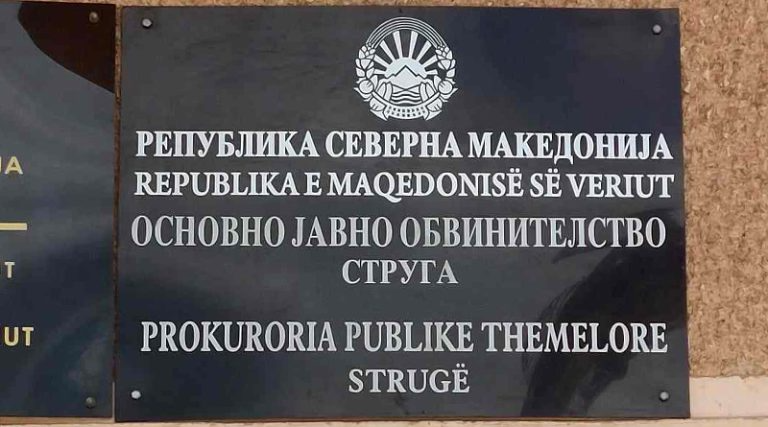 РЕПУБЛИКА СЕВЕРНА МАКЕДОНИЈА
REPUBLIKA E MAQEDONISË SË VERIUT
ОСНОВНО ЈАВНО ОБВИНИТЕЛСТВО
СТРУГА
PROKURORIA PUBLIKE THEMELORE
STRUGË